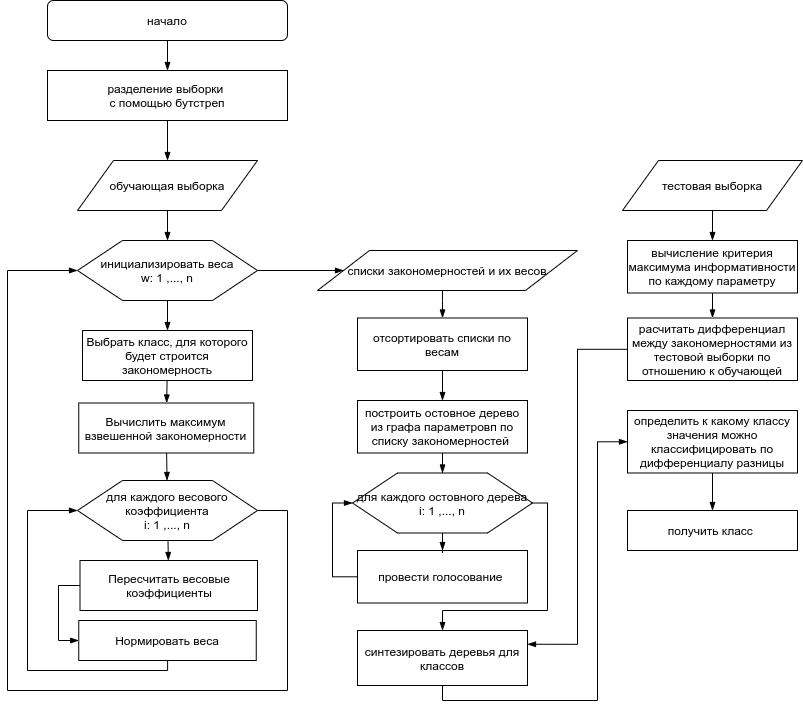 начало
разделение выборки
с помощью бутстреп
обучающая выборка
инициализировать веса
w: 1 ,..., n
Выбрать класс, для которого
будет строится
закономерность
Вычислить максимум
взвешенной закономерности
для каждого весового
коэффициента
i: 1 ,..., n
Пересчитать весовые
коэффициенты
Нормировать веса
списки закономерностей и их весов
отсортировать списки по
весам
построить остовное дерево
из графа параметровп по
списку закономерностей
для каждого остовного дерева
i: 1 ,..., n
провести голосование
синтезировать деревья для
классов
тестовая выборка
вычисление критерия
максимума информативности
по каждому параметру
расчитать дифференциал
между закономерностями из
тестовой выборки по
отношению к обучающей
определить к какому классу
значения можно
классифицировать по
дифференциалу разницы
получить класс